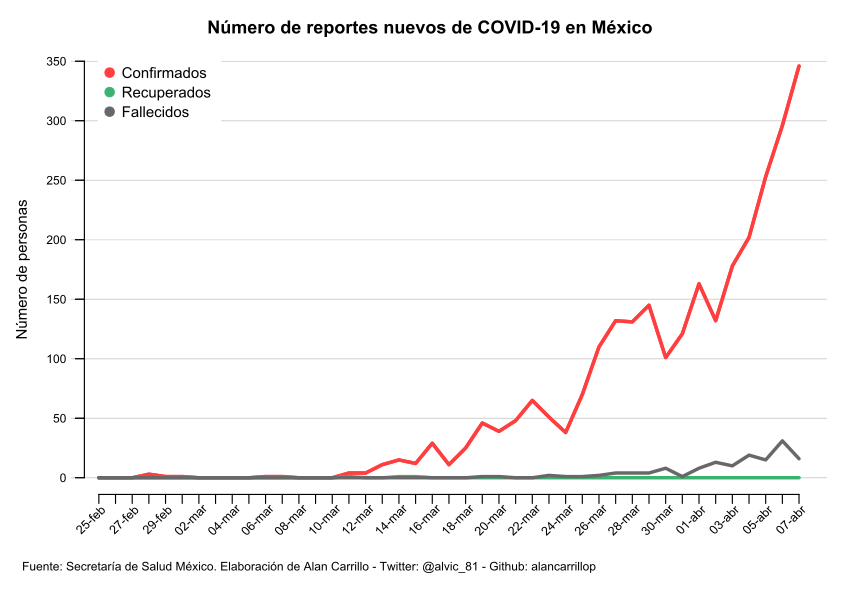 Número de reportes nuevos de COVID-19 en México
Confirmados
Recuperados
Fallecidos
Número de personas
350
300
250
200
150
100
50
0
25-feb
27-feb
29-feb
02-mar
04-mar
06-mar
08-mar
10-mar
12-mar
14-mar
16-mar
18-mar
20-mar
22-mar
24-mar
26-mar
28-mar
30-mar
01-abr
03-abr
05-abr
07-abr
Fuente: Secretaría de Salud México. Elaboración de Alan Carrillo - Twitter: @alvic_81 - Github: alancarrillop